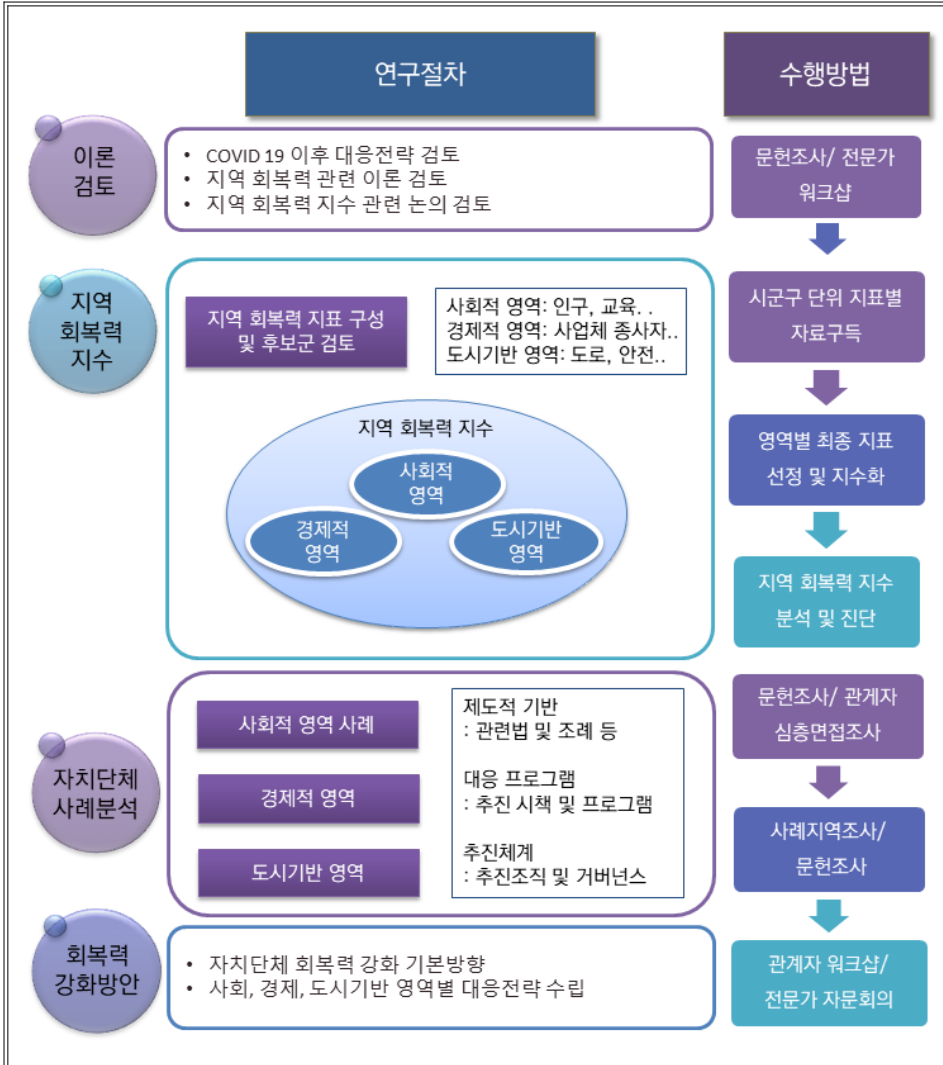 연구절차
수행방법
이론
검토
• COVID 19 이후 대응전략 검토
• 지역 회복력 관련 이론 검토
• 지역 회복력 지수 관련 논의 검토
문헌조사/ 전문가
워크샵
지역
회복력
지수
지역 회복력 지표 구성
및 후보군 검토
사회적 영역: 인구, 교육. .
경제적 영역: 사업체 종사자..
도시기반 영역: 도로, 안전..
지역 회복력 지수
사회적
영역
경제적
영역
도시기반
영역
시군구 단위 지표별
자료구득
영역별 최종 지표
선정 및 지수화
지역 회복력 지수
분석 및 진단
자치단체
사례분석
사회적 영역 사례
경제적 영역
도시기반 영역
제도적 기반
: 관련법 및 조례 등
대응 프로그램
: 추진 시책 및 프로그램
추진체계
: 추진조직 및 거버넌스
문헌조사/ 관게자
심층면접조사
사례지역조사/
문헌조사
회복력
강화방안
• 자치단체 회복력 강화 기본방향
• 사회, 경제, 도시기반 영역별 대응전략 수립
관계자 워크샵/
전문가 자문회의